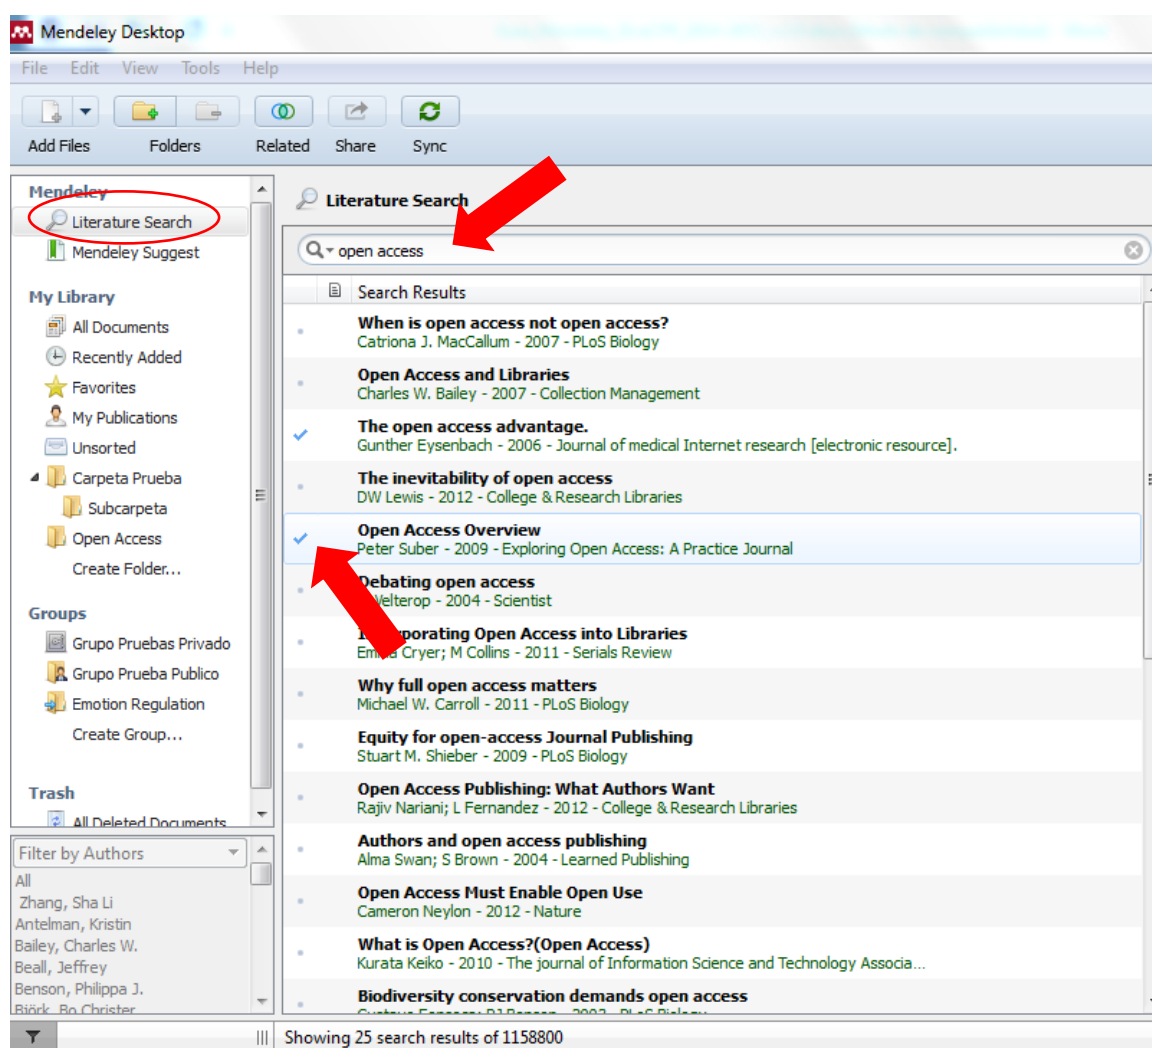 Mendeley Desktop
File Edit View Tools Help
Add Files Folders Related Share Sync
Mendeley
Literature Search
Mendeley Suggest
My Library
All Documents
Recently Added
Favorites
My Publications
Unsorted
Carpeta Prueba
Subcarpeta
Open Access
Create Folder...
Groups
Grupo Pruebas Privado
Grupo Prueba Publico
Emotion Regulation
Create Group...
Trash
All Deleted Documents
Filter by Authors
All
Zhang, Sha Li
Antelman, Kristin
Bailey, Charles W.
Beall, Jeffrey
Benson, Philippa J.
Björk, Bo Christer
Literature Search
open access
Search Results
When is open access not open access?
Catriona J. MacCallum - 2007 - PLoS Biology
Open Access and Libraries
Charles W. Bailey - 2007 - Collection Management
The open access advantage.
Gunther Eysenbach - 2006 - Journal of medical Internet research [electronic resource].
The inevitability of open access
DW Lewis - 2012 - College & Research Libraries
Open Access Overview
Peter Suber - 2009 - Exploring Open Access: A Practice Journal
Debating open access
Velterop - 2004 - Scientist
Open Access into Libraries
Cryer; M Collins - 2011 - Serials Review
Why full open access matters
Michael W. Carroll - 2011 - PLoS Biology
Equity for open-access Journal Publishing
Stuart M. Shieber - 2009 - PLoS Biology
Open Access Publishing: What Authors Want
Rajiv Nariani; L Fernandez - 2012 - College & Research Libraries
Authors and open access publishing
Alma Swan; S Brown - 2004 - Learned Publishing
Open Access Must Enable Open Use
Cameron Neylon - 2012 - Nature
What is Open Access?(Open Access)
Kurata Keiko - 2010 - The journal of Information Science and Technology Associa...
Biodiversity conservation demands open access
Showing 25 search results of 1158800